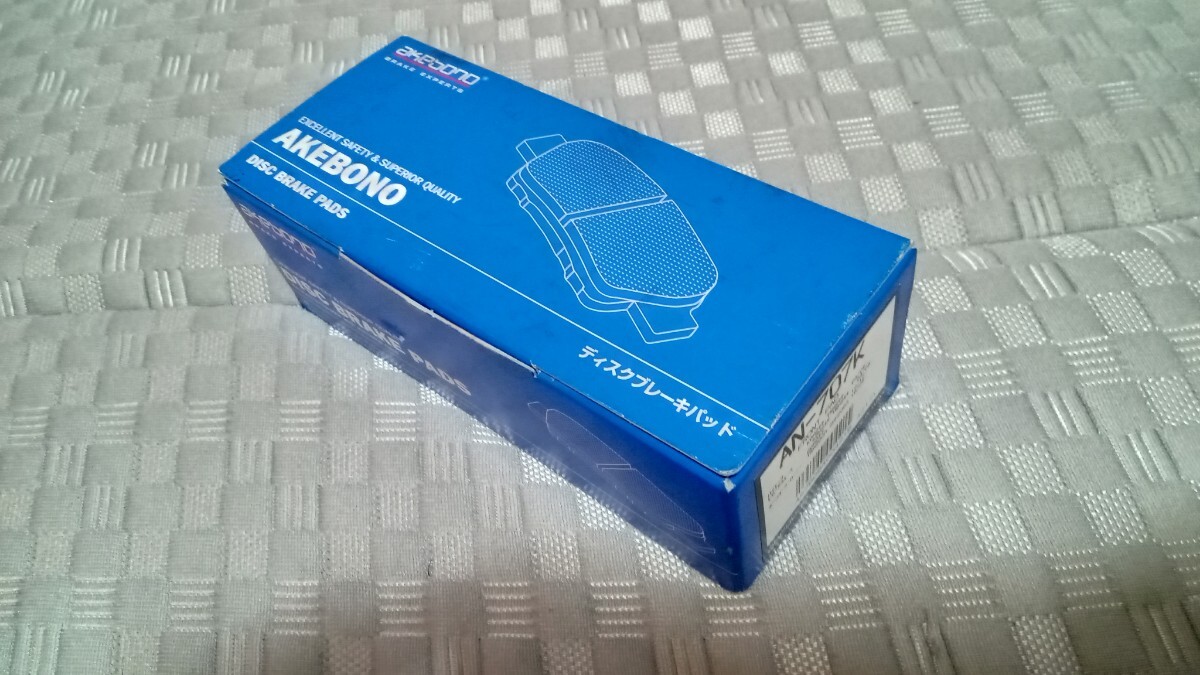 akebono
BRAKE EXPERTS
EXCELLENT SAFETY & SUPERIOR QUALITY
AKEBONO
DISC BRAKE PADS
ディスクブレーキパッド
akebono
DISC BRAKE PADS
AN-707K